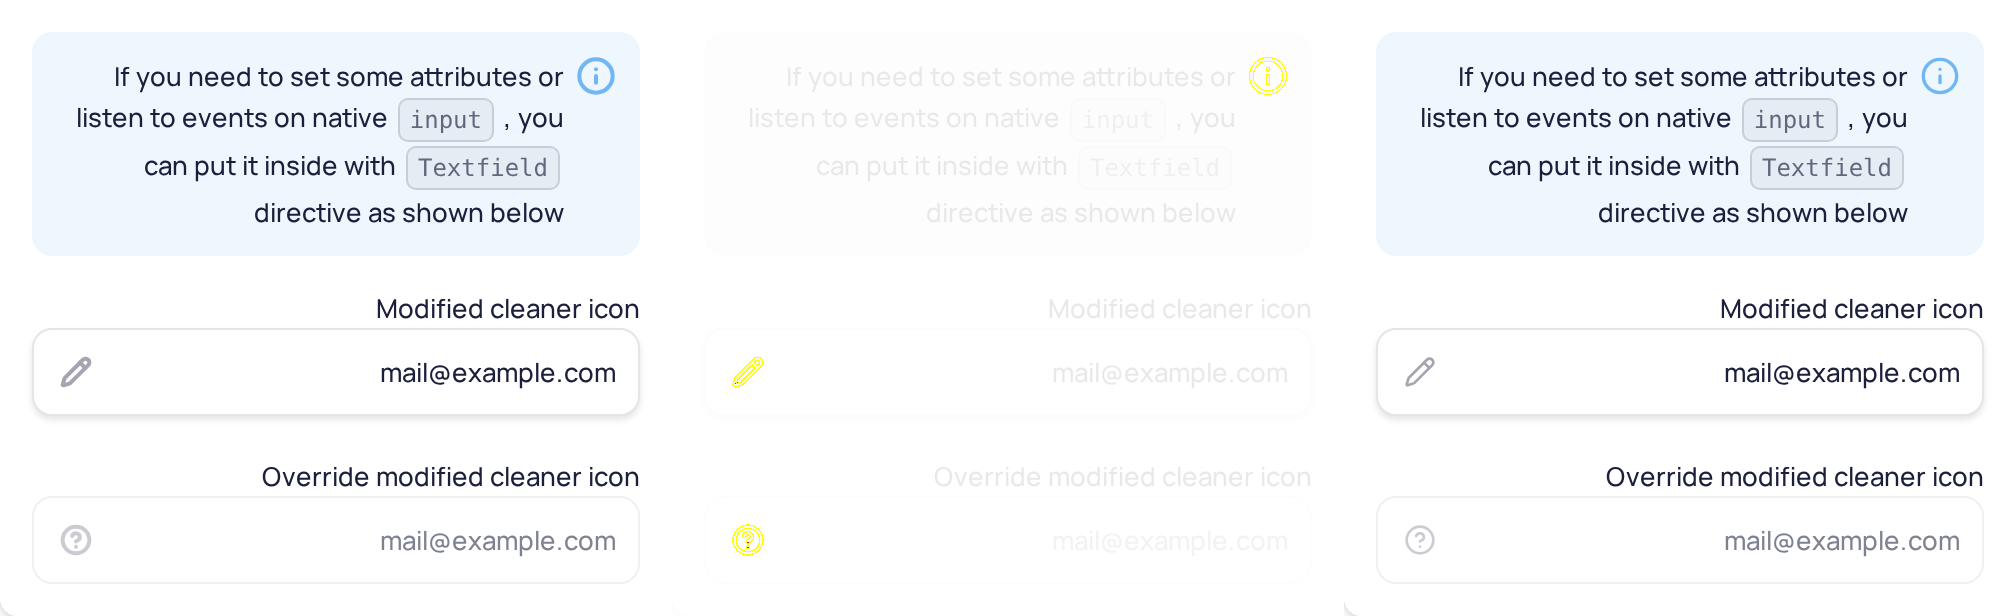 If you need to set some attributes or
listen to events on native input , you
can put it inside with Textfield
directive as shown below
Modified cleaner icon
mail@example.com
Override modified cleaner icon
mail@example.com
If you need to set some attributes or
listen to events on native input , you
can put it inside with Textfield
directive as shown below
Modified cleaner icon
mail@example.com
Override modified cleaner icon
mail@example.com
If you need to set some attributes or
listen to events on native input , you
can put it inside with Textfield
directive as shown below
Modified cleaner icon
mail@example.com
Override modified cleaner icon
mail@example.com